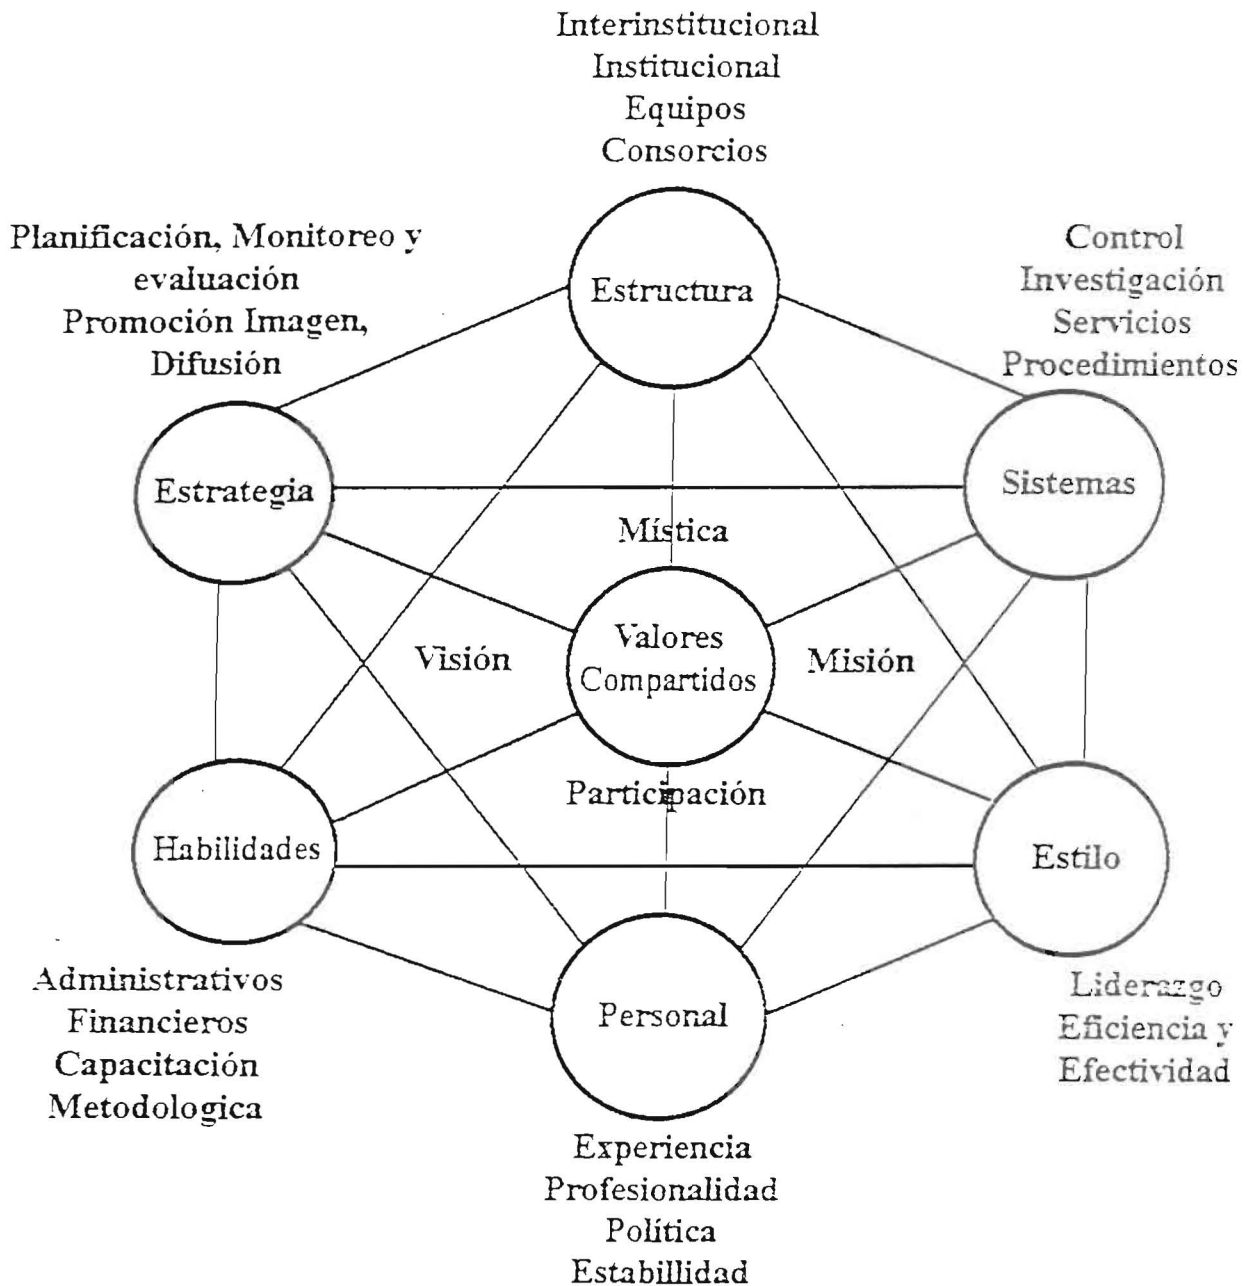 Interinstitucional
Institucional
Equipos
Consorcios
Estructura
Planificación, Monitoreo y
evaluación
Promoción Imagen,
Difusión
Control
Investigación
Servicios
Procedimientos
Estrategia
Sistemas
Mística
Visión
Valores
Compartidos
Misión
Participación
Habilidades
Estilo
Administrativos
Financieros
Capacitación
Metodologica
Personal
Liderazgo
Eficiencia y
Efectividad
Experiencia
Profesionalidad
Política
Estabillidad